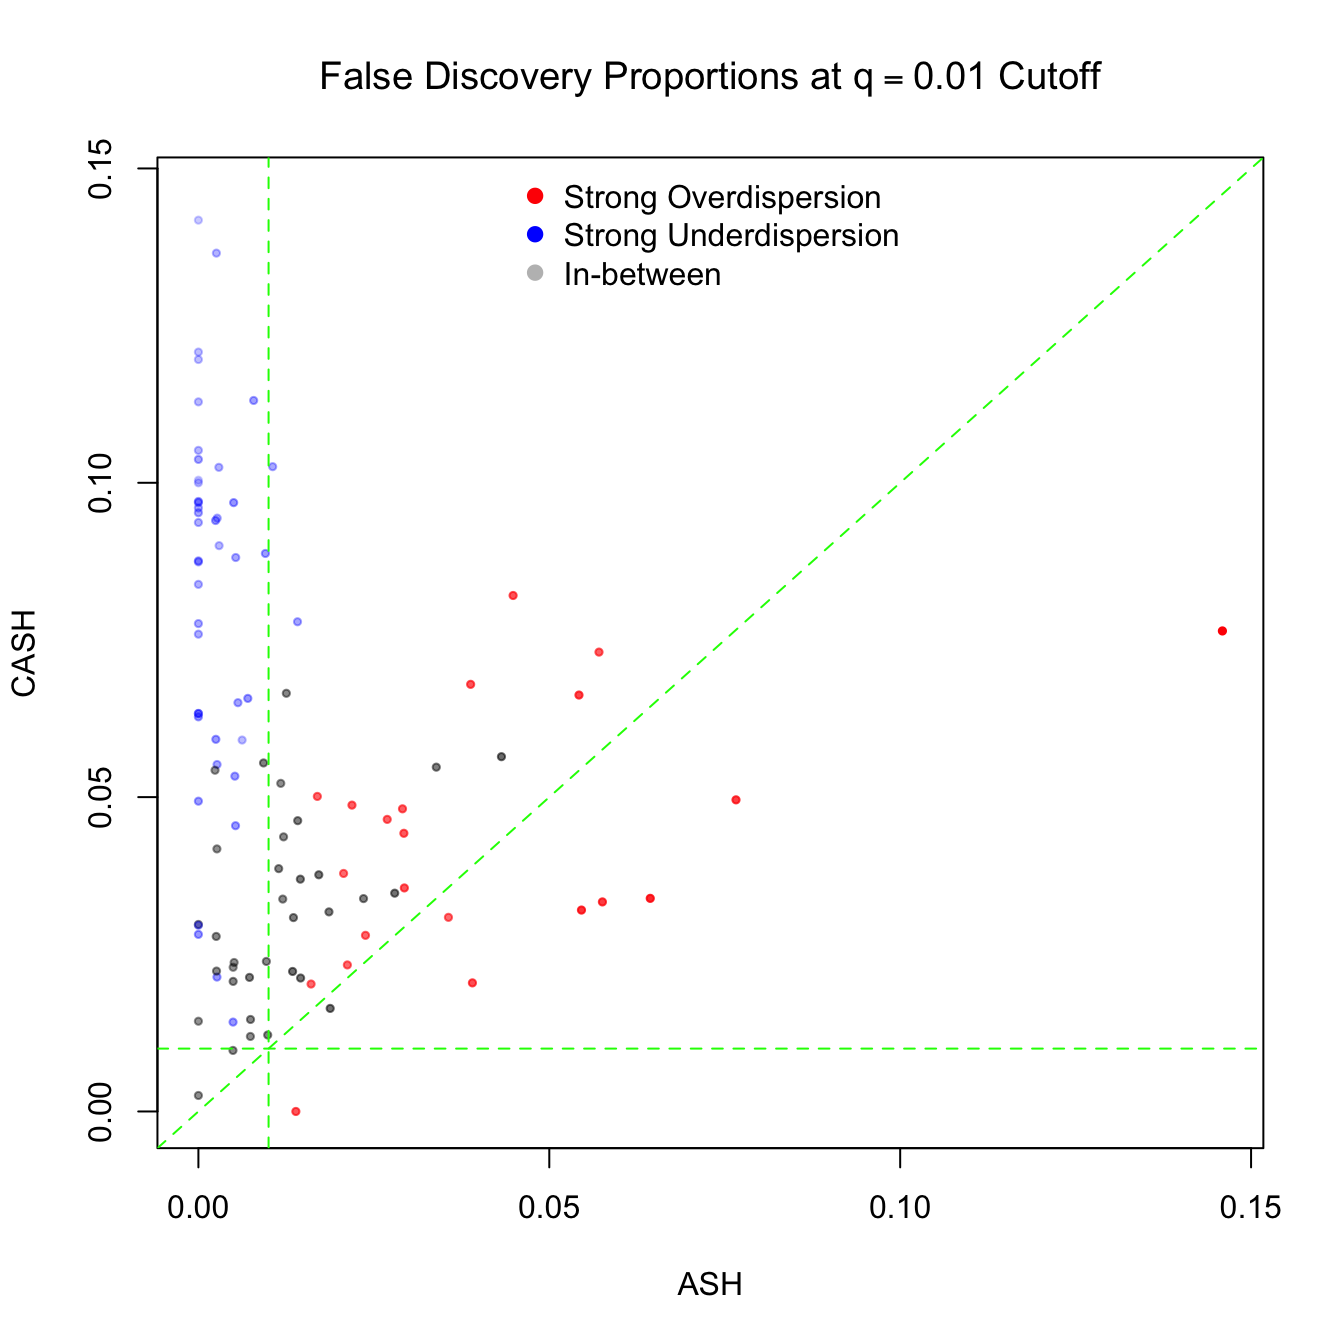 False Discovery Proportions at q = 0.01 Cutoff
Strong Overdispersion
Strong Underdispersion
In-between
CASH
0.15
0.10
0.05
0.00
0.00 0.05 0.10 0.15
ASH